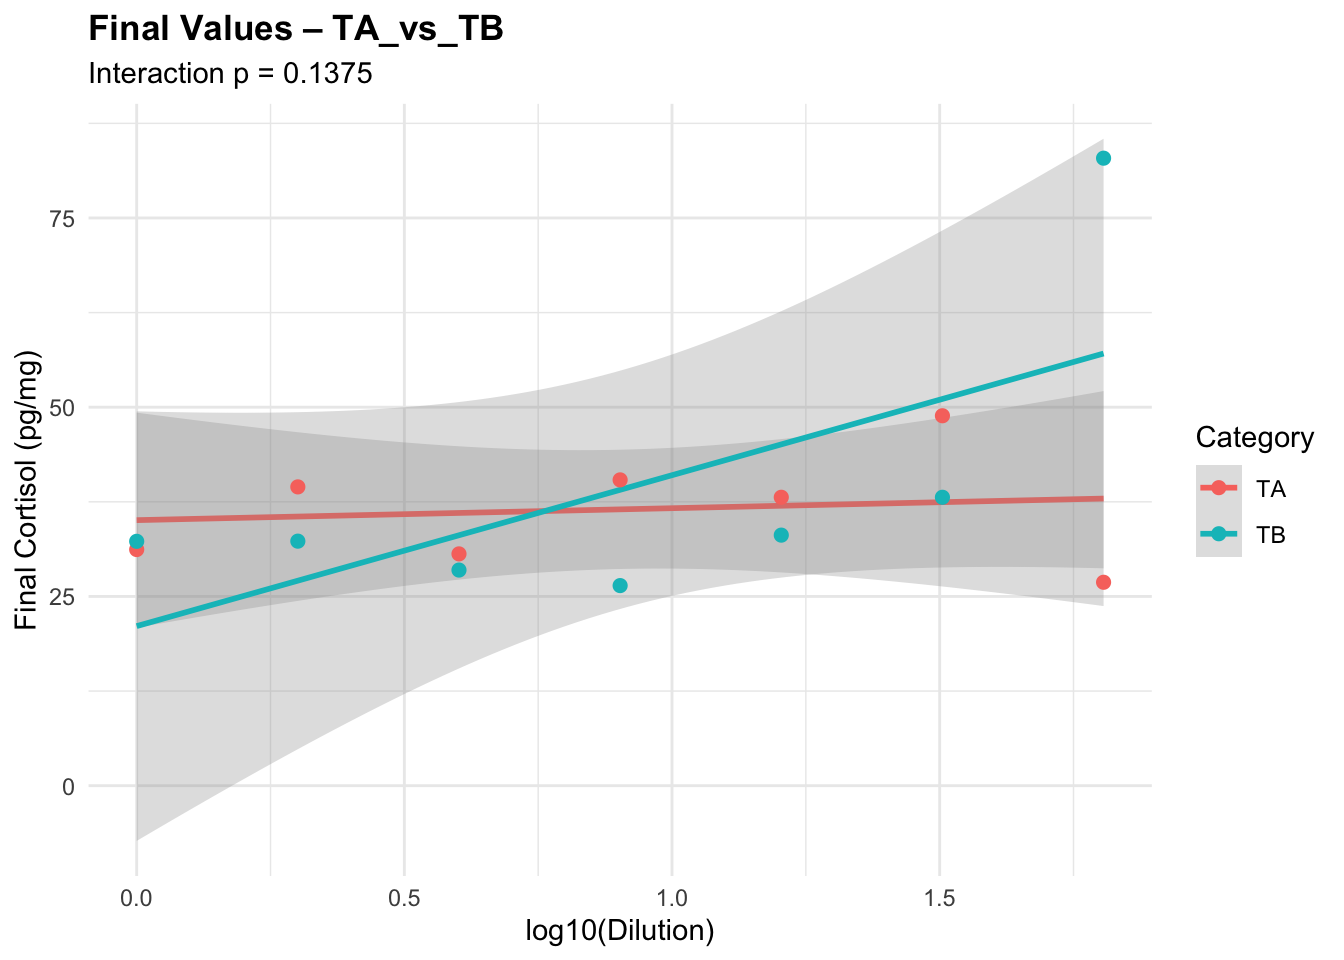 Final Values – TA_vs_TB
Interaction p = 0.1375
Final Cortisol (pg/mg)
75
50
25
0
0.0 0.5 1.0 1.5
log10(Dilution)
Category
TA
TB